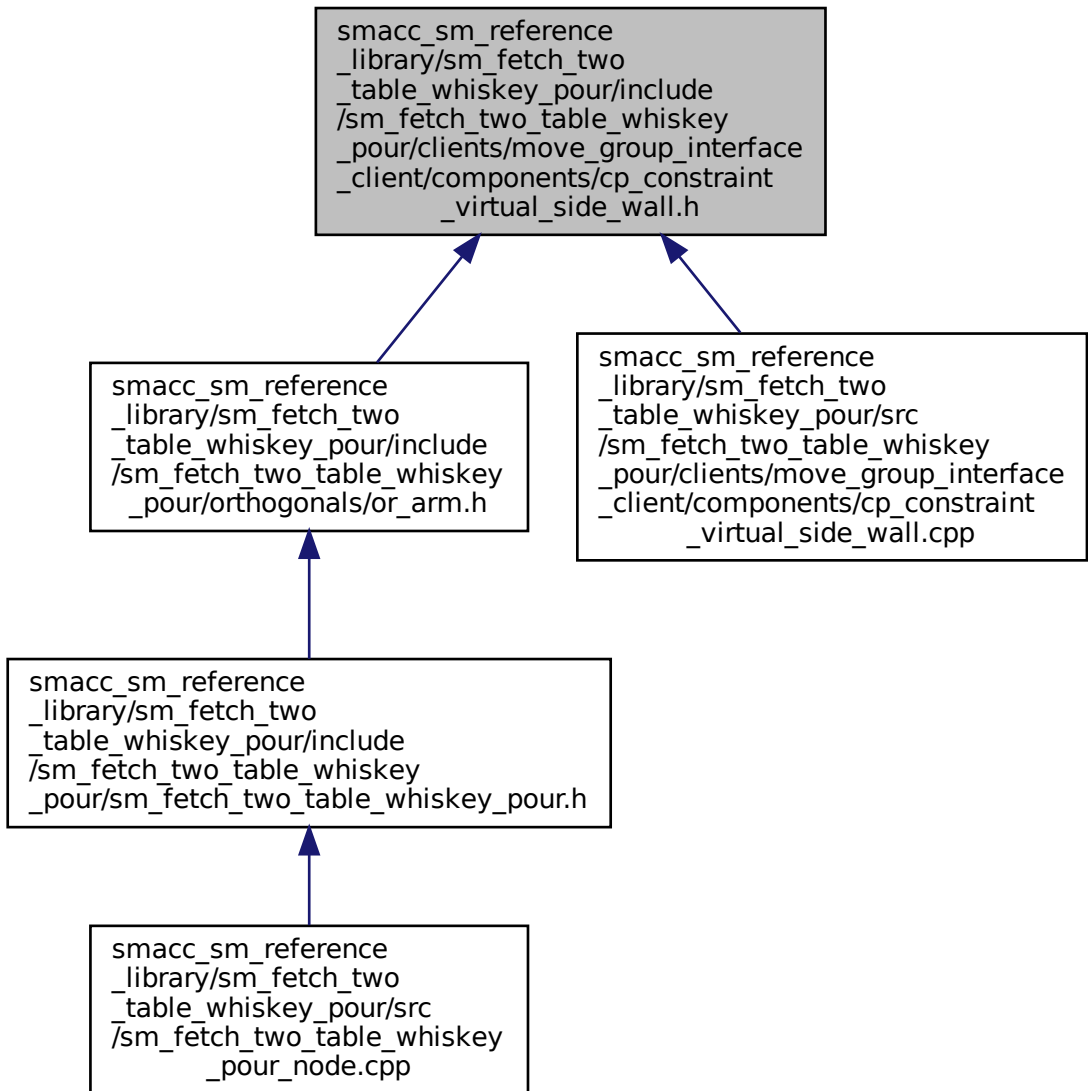 smacc_sm_reference
_library/sm_fetch_two
_table_whiskey_pour/include
/sm_fetch_two_table_whiskey
_pour/clients/move_group_interface
_client/components/cp_constraint
_virtual_side_wall.h
smacc_sm_reference
_library/sm_fetch_two
_table_whiskey_pour/include
/sm_fetch_two_table_whiskey
_pour/orthogonals/or_arm.h
smacc_sm_reference
_library/sm_fetch_two
_table_whiskey_pour/src
/sm_fetch_two_table_whiskey
_pour/clients/move_group_interface
_client/components/cp_constraint
_virtual_side_wall.cpp
smacc_sm_reference
_library/sm_fetch_two
_table_whiskey_pour/include
/sm_fetch_two_table_whiskey
_pour/sm_fetch_two_table_whiskey_pour.h
smacc_sm_reference
_library/sm_fetch_two
_table_whiskey_pour/src
/sm_fetch_two_table_whiskey
_pour_node.cpp